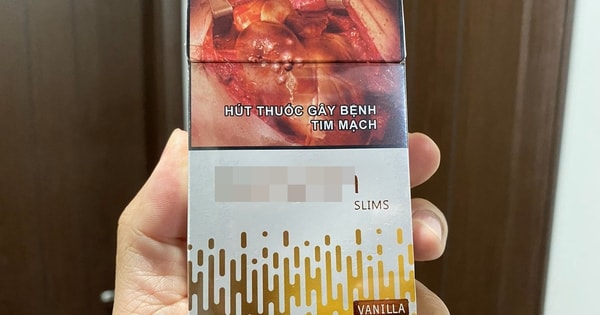 HÚT THUỐC GÂY BỆNH
TIM MẠCH
SLIMS
VANILLA